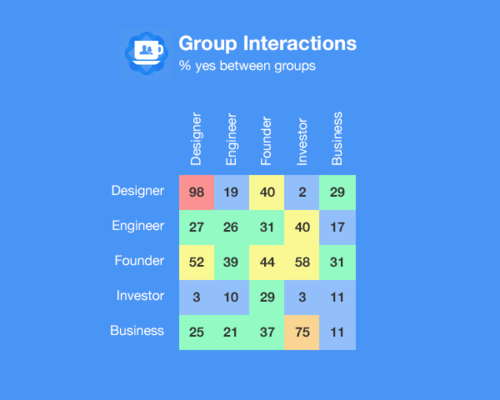 Group Interactions
% yes between groups
Designer Engineer Founder Investor Business
Designer 98 19 40 2 29
Engineer 27 26 31 40 17
Founder 52 39 44 58 31
Investor 3 10 29 3 11
Business 25 21 37 75 11